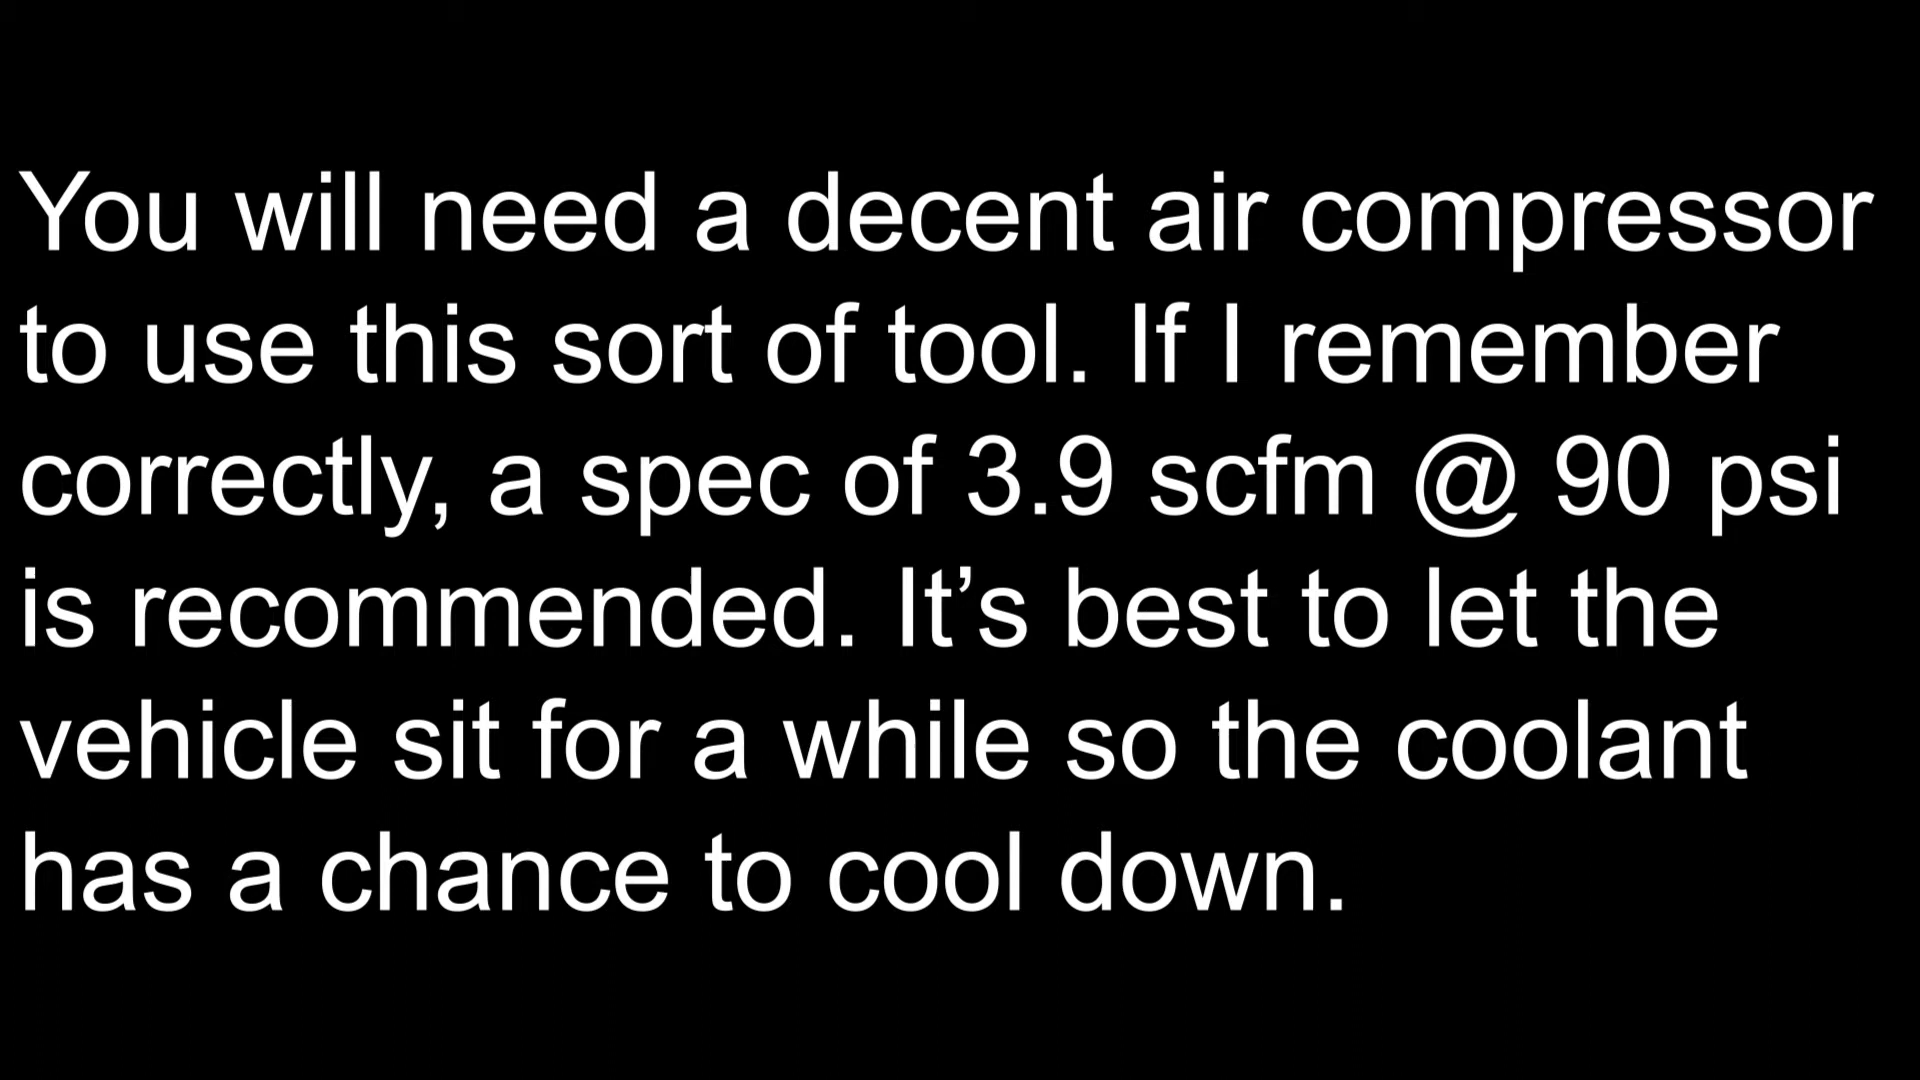 You will need a decent air compressor
to use this sort of tool. If I remember
correctly, a spec of 3.9 scfm @ 90 psi
is recommended. It’s best to let the
vehicle sit for a while so the coolant
has a chance to cool down.